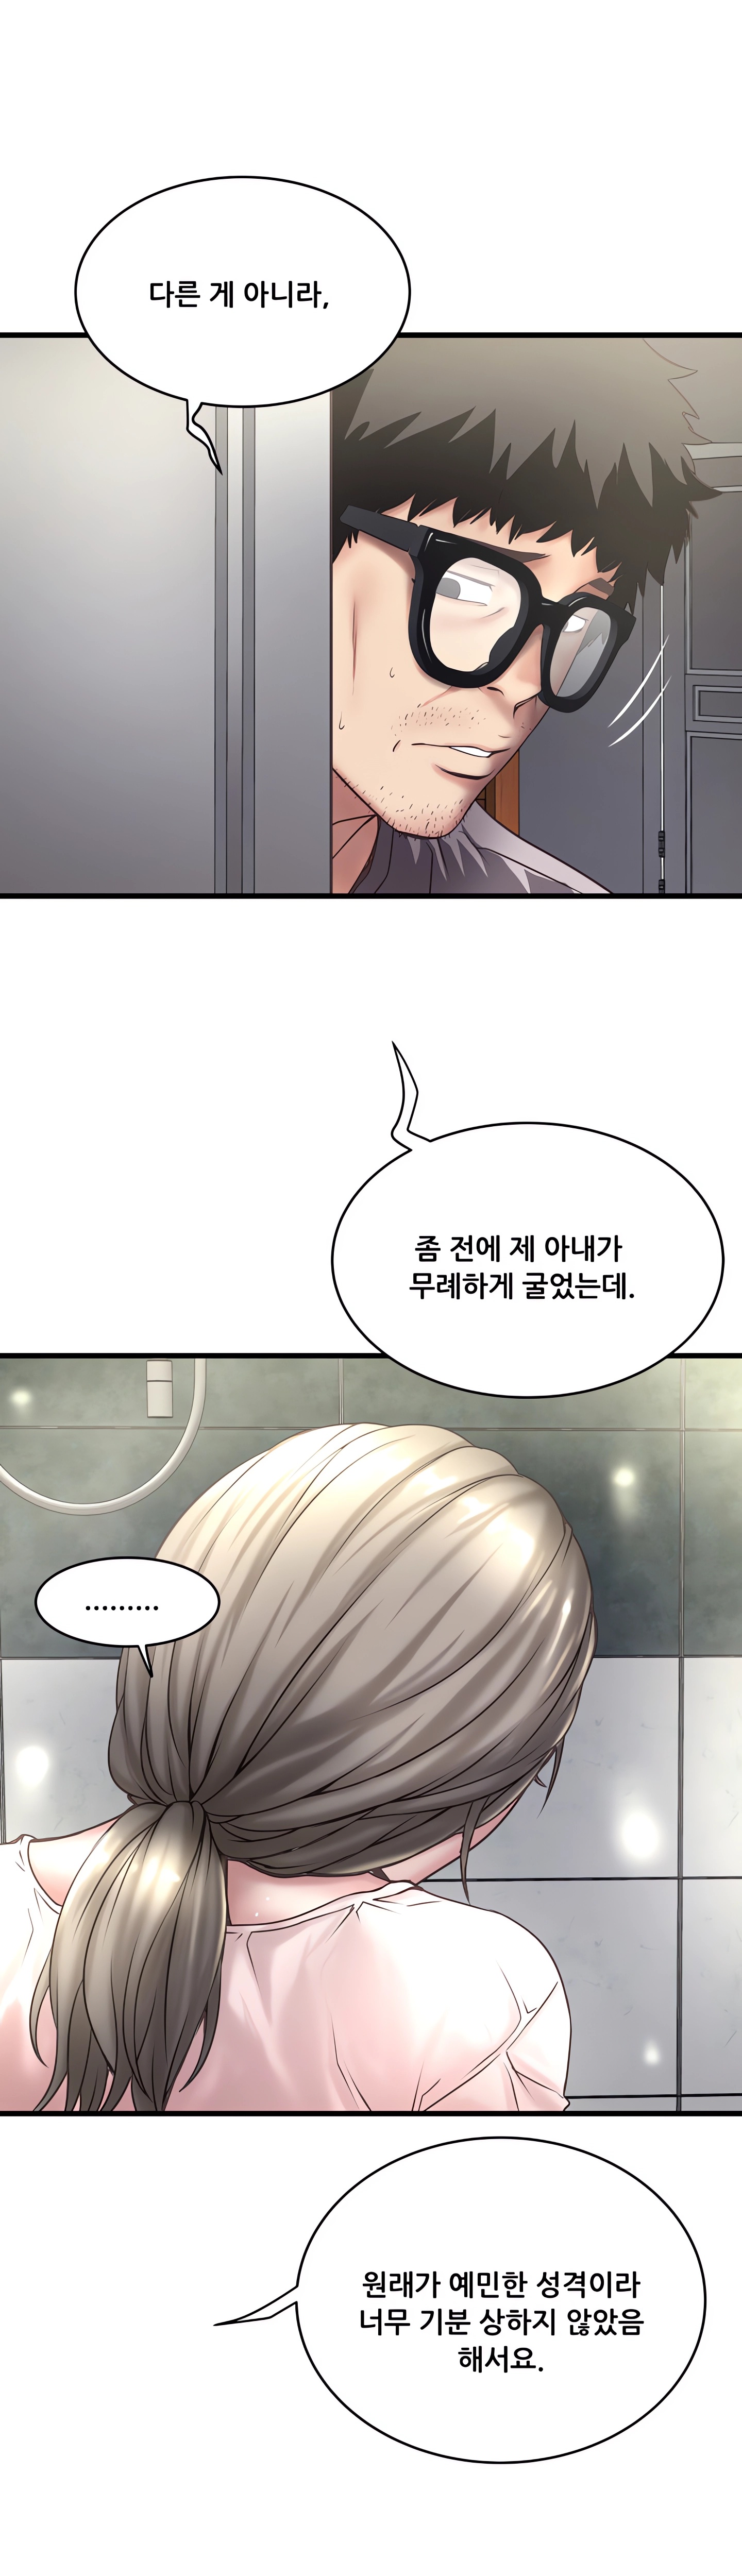 다른 게 아니라,
좀 전에 제 아내가
무례하게 굴었는데.
.........
원래가 예민한 성격이라
너무 기분 상하지 않았음
해서요.